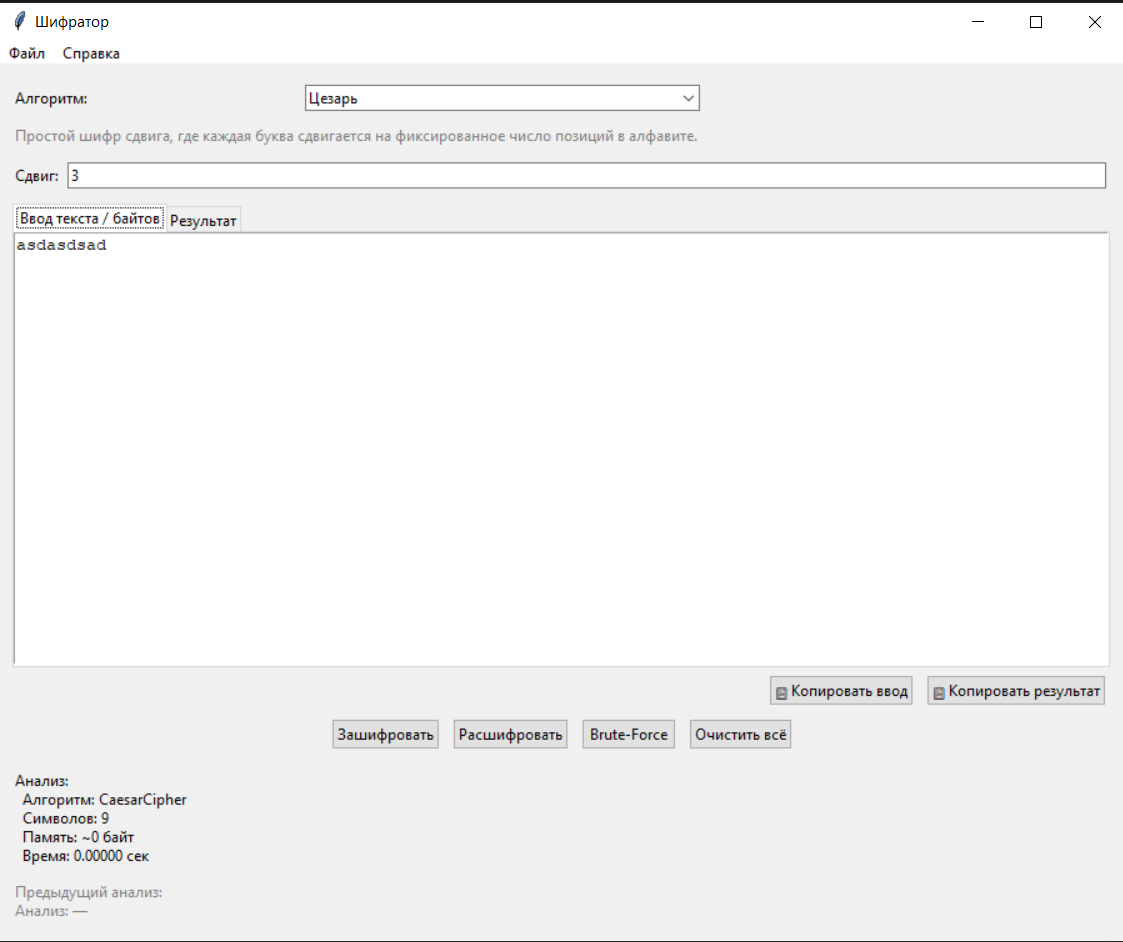 Шифратор
Файл Справка
Алгоритм: Цезарь
Простой шифр сдвига, где каждая буква сдвигается на фиксированное число позиций в алфавите.
Сдвиг: 3
Ввод текста / байтов Результат
asdasdsad
Копировать ввод Копировать результат
Зашифровать Расшифровать Brute-Force Очистить всё
Анализ:
Алгоритм: CaesarCipher
Символов: 9
Память: ~0 байт
Время: 0.00000 сек
Предыдущий анализ:
Анализ: —